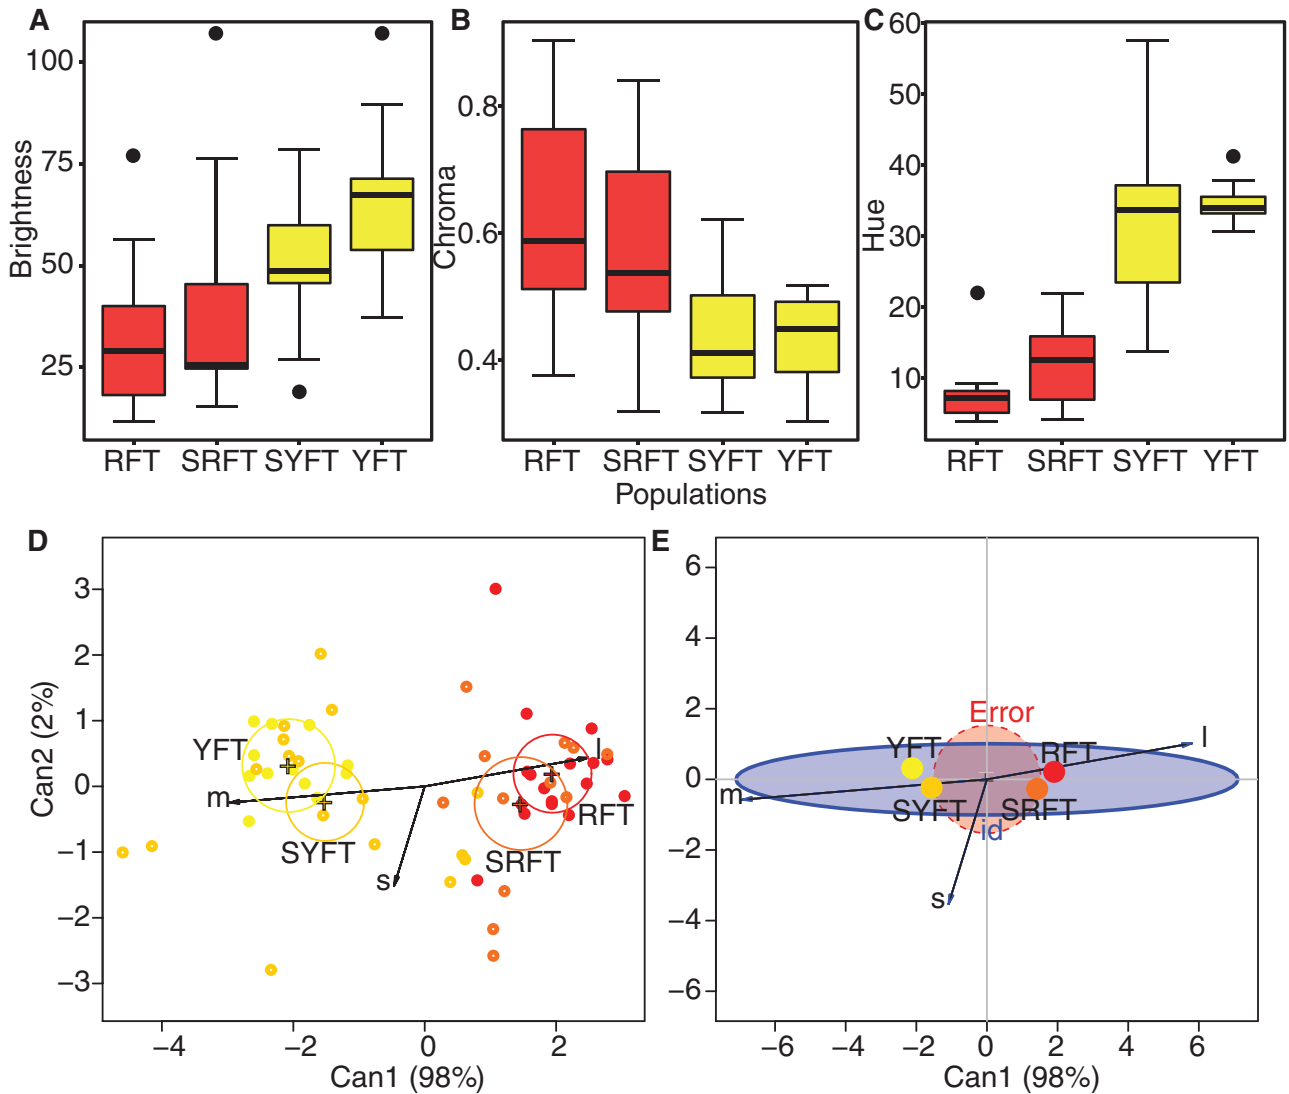 A
Brightness
100
75
50
25
RFT SRFT SYFT YFT
B
Chroma
0.8
0.6
0.4
RFT SRFT SYFT YFT
Populations
C
Hue
60
50
40
30
20
10
RFT SRFT SYFT YFT
D
Can2 (2%)
3
2
1
0
−1
−2
−3
YFT
m
SYFT
s
l
RFT
SRFT
−4 −2 0 2
Can1 (98%)
E
6
4
2
0
−2
−4
−6
Error
YFT
RFT
l
m
SYFT
SRFT
id
s
−6 −4 −2 0 2 4 6
Can1 (98%)